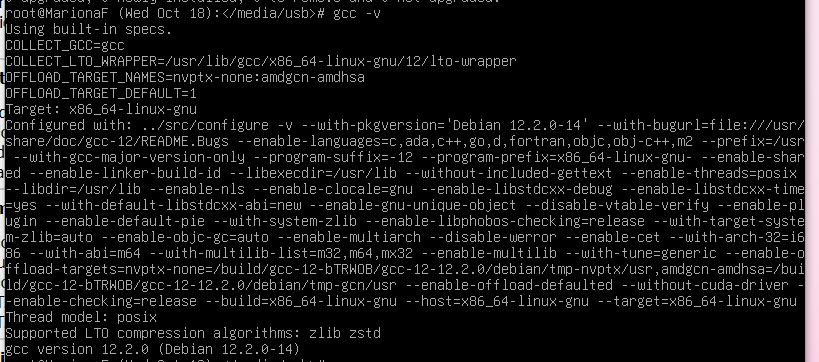 root@MarionaF (Wed Oct 18):</media/usb># gcc -v
Using built-in specs.
COLLECT_GCC=gcc
COLLECT_LTO_WRAPPER=/usr/lib/gcc/x86_64-linux-gnu/12/lto-wrapper
OFFLOAD_TARGET_NAMES=nvptx-none:amdgcn-amdhsa
OFFLOAD_TARGET_DEFAULT=1
Target: x86_64-linux-gnu
Configured with: ../src/configure -v --with-pkgversion='Debian 12.2.0-14' --with-bugurl=file:///usr/
share/doc/gcc-12/README.Bugs --enable-languages=c,ada,c++,go,d,fortran,objc,obj-c++,m2 --prefix=/usr
 --with-gcc-major-version-only --program-suffix=-12 --program-prefix=x86_64-linux-gnu- --enable-shar
ed --enable-linker-build-id --libexecdir=/usr/lib --without-included-gettext --enable-threads=posix
 --libdir=/usr/lib --enable-nls --enable-clocale=gnu --enable-libstdcxx-debug --enable-libstdcxx-time
=yes --with-default-libstdcxx-abi=new --enable-gnu-unique-object --disable-vtable-verify --enable-pl
ugin --enable-default-pie --with-system-zlib --enable-libphobos-checking=release --with-target-syste
m-zlib=auto --enable-objc-gc=auto --enable-multiarch --disable-werror --enable-cet --with-arch-32=i6
86 --with-abi=m64 --with-multilib-list=m32,m64,mx32 --enable-multilib --with-tune=generic --enable-o
ffload-targets=nvptx-none=/build/gcc-12-bTRWOB/gcc-12-12.2.0/debian/tmp-nvptx/usr,amdgcn-amdhsa=/bui
ld/gcc-12-bTRWOB/gcc-12-12.2.0/debian/tmp-gcn/usr --enable-offload-defaulted --without-cuda-driver -
-enable-checking=release --build=x86_64-linux-gnu --host=x86_64-linux-gnu --target=x86_64-linux-gnu
Thread model: posix
Supported LTO compression algorithms: zlib zstd
gcc version 12.2.0 (Debian 12.2.0-14)